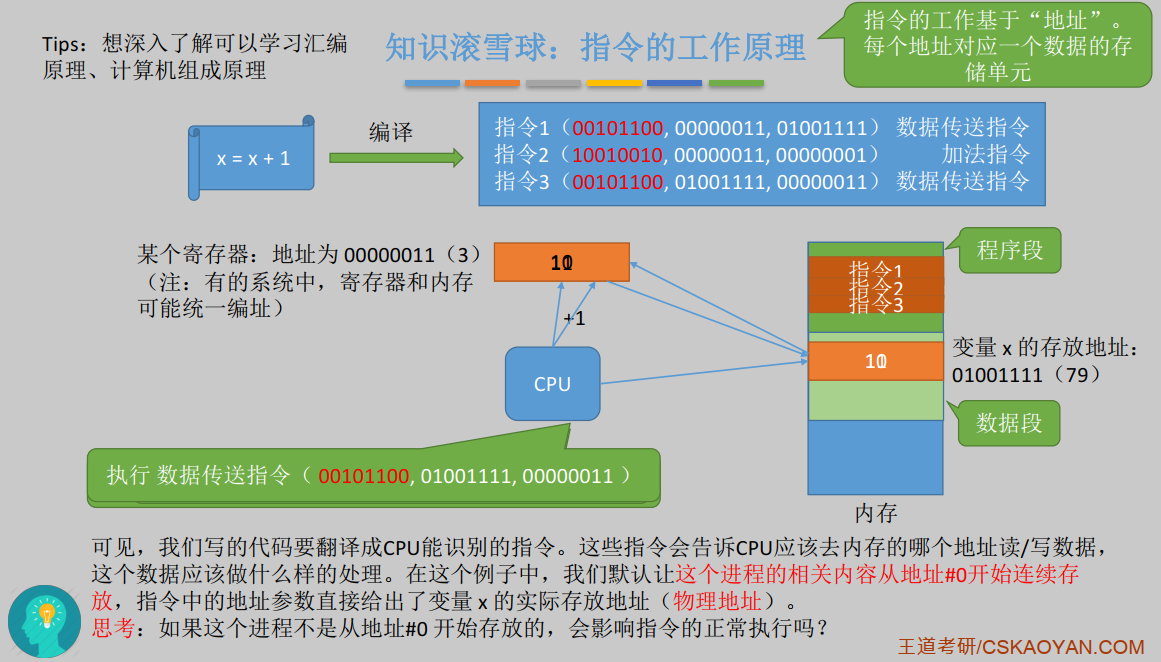 Tips：想深入了解可以学习汇编
原理、计算机组成原理
知识滚雪球：指令的工作原理
指令的工作基于“地址”。
每个地址对应一个数据的存
储单元
x = x + 1
编译
指令1（00101100, 00000011, 01001111） 数据传送指令
指令2（10010010, 00000011, 00000001） 加法指令
指令3（00101100, 01001111, 00000011） 数据传送指令
某个寄存器：地址为 00000011（3）
（注：有的系统中，寄存器和内存
可能统一编址）
+1
CPU
程序段
指令1
指令2
指令3
变量 x 的存放地址：
01001111（79）
数据段
内存
执行 数据传送指令（ 00101100, 01001111, 00000011 ）
可见，我们写的代码要翻译成CPU能识别的指令。这些指令会告诉CPU应该去内存的哪个地址读/写数据，
这个数据应该做什么样的处理。在这个例子中，我们默认让这个进程的相关内容从地址#0开始连续存
放，指令中的地址参数直接给出了变量 x 的实际存放地址（物理地址）。
思考：如果这个进程不是从地址#0 开始存放的，会影响指令的正常执行吗？
王道考研/CSKAOYAN.COM